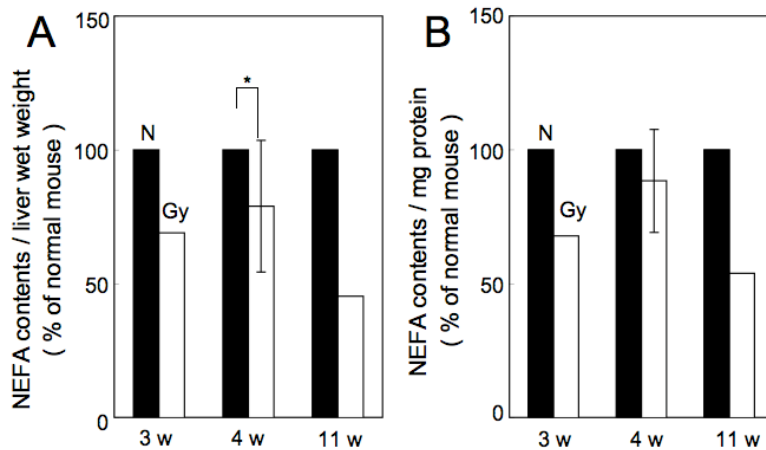 A
NEFA contents / liver wet weight
( % of normal mouse )
150
100
50
0
N
Gy
*
3 w
4 w
11 w
B
NEFA contents / mg protein
( % of normal mouse )
150
100
50
0
N
Gy
3 w
4 w
11 w